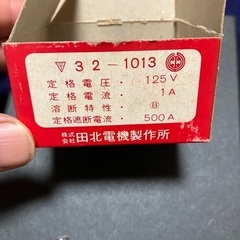 ▽ 32-1013
定格電圧・ 125V
定格電流・ 1A
溶断特性・ Ⓑ
定格遮断電流・ 500A
株式会社 田北電機製作所